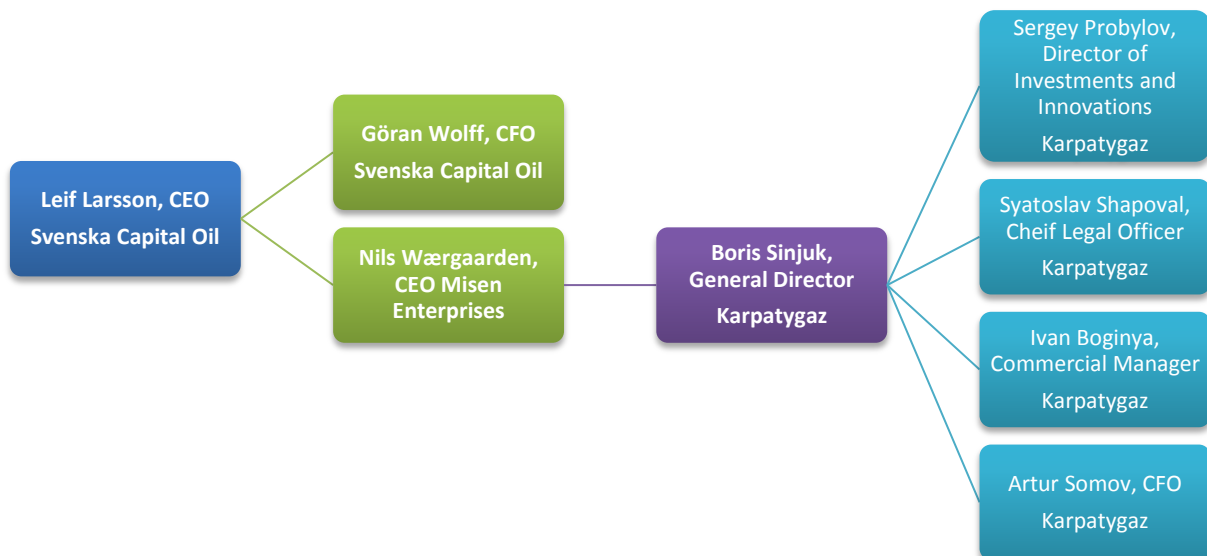 Leif Larsson, CEO
Svenska Capital Oil
Göran Wolff, CFO
Svenska Capital Oil
Nils Wærgaarden,
CEO Misen
Enterprises
Boris Sinjuk,
General Director
Karpatygaz
Sergey Probylov,
Director of
Investments and
Innovations
Karpatygaz
Syatoslav Shapoval,
Cheif Legal Officer
Karpatygaz
Ivan Boginya,
Commercial Manager
Karpatygaz
Artur Somov, CFO
Karpatygaz